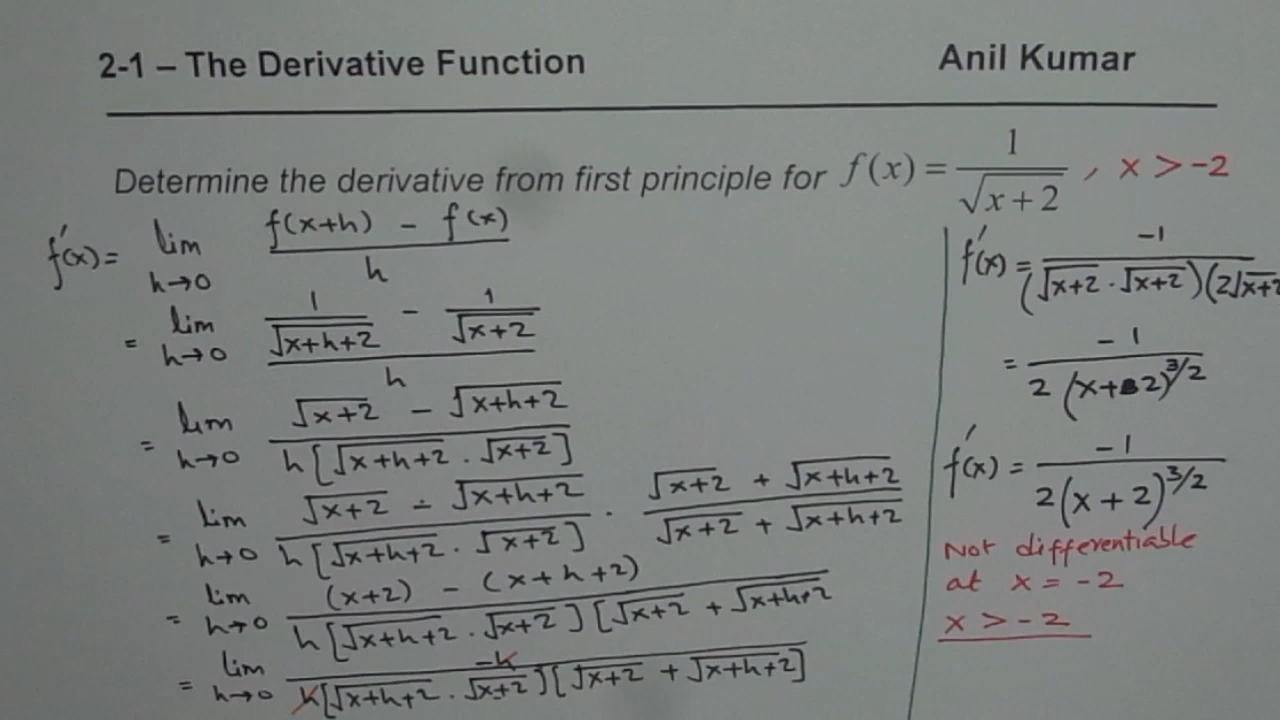 2-1 – The Derivative Function Anil Kumar
Determine the derivative from first principle for f(x) = 1/√(x+2) , x > -2
f'(x) = lim h→0 (f(x+h) - f(x))/h
= lim h→0 (1/√(x+h+2) - 1/√(x+2))/h
= lim h→0 (√(x+2) - √(x+h+2))/(h[√(x+h+2) · √(x+2)])
= lim h→0 (√(x+2) - √(x+h+2))/(h[√(x+h+2) · √(x+2)]) · (√(x+2) + √(x+h+2))/(√(x+2) + √(x+h+2))
= lim h→0 ((x+2) - (x+h+2))/(h[√(x+h+2) · √(x+2)][√(x+2) + √(x+h+2)])
= lim h→0 -h/(h[√(x+h+2) · √(x+2)][√(x+2) + √(x+h+2)])
f'(x) = -1/((√(x+2) · √(x+2))(2√(x+2
= -1/(2(x+2)^(3/2))
f'(x) = -1/(2(x+2)^(3/2))
Not differentiable
at x = -2
x > -2